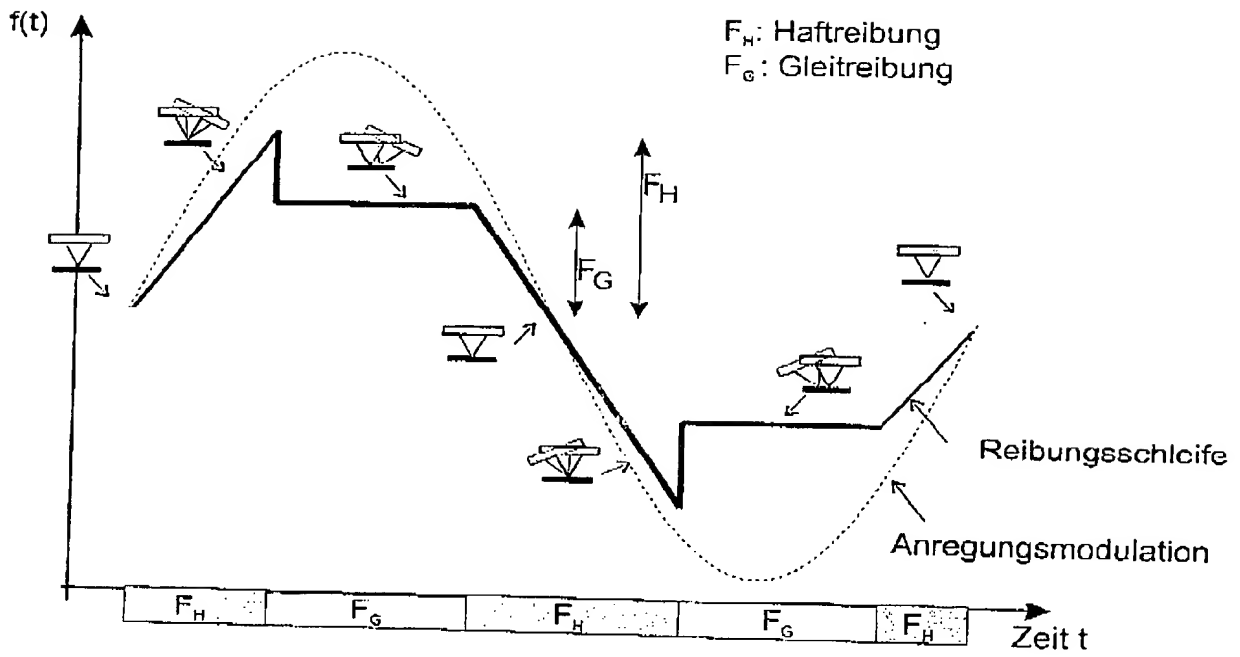 f(t)
F_H: Haftreibung
F_G: Gleitreibung
F_H
F_G
Reibungsschleife
Anregungsmodulation
F_H
F_G
F_H
F_G
F_H
Zeit t